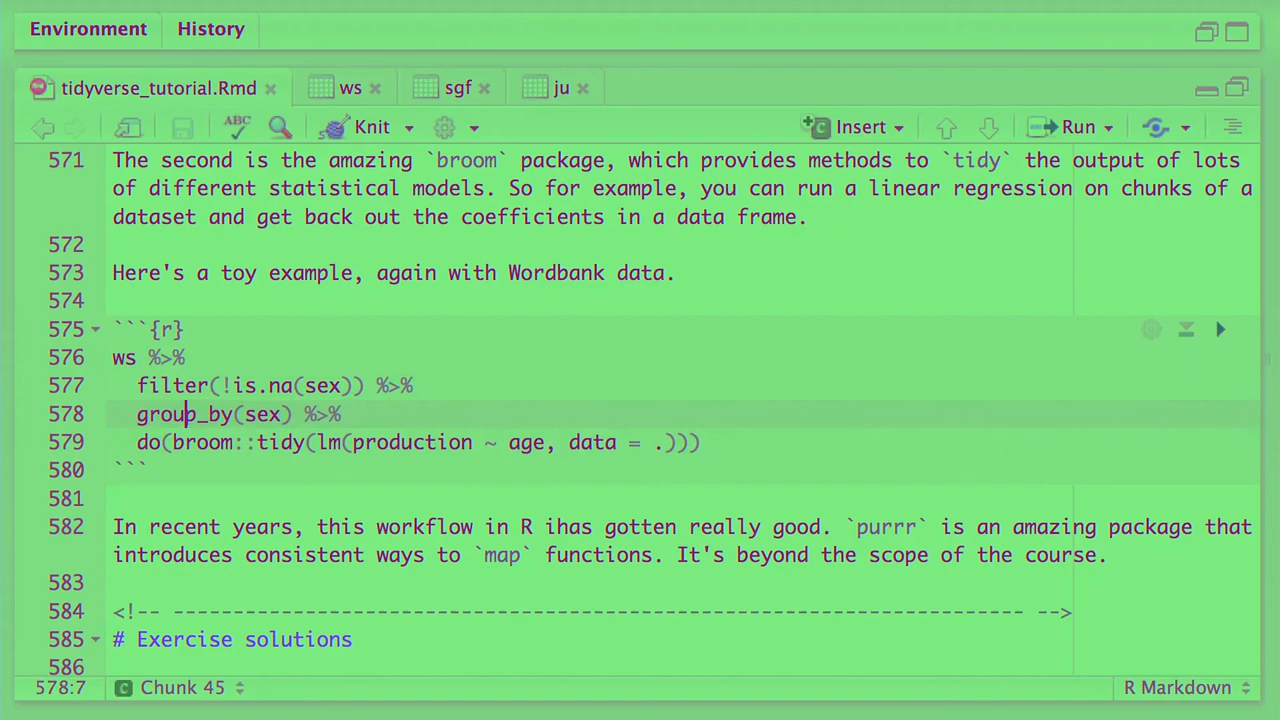 Environment History
tidyverse_tutorial.Rmd ws sgf ju
ABC Knit Insert Run
571 The second is the amazing `broom` package, which provides methods to `tidy` the output of lots
of different statistical models. So for example, you can run a linear regression on chunks of a
dataset and get back out the coefficients in a data frame.
572
573 Here's a toy example, again with Wordbank data.
574
575 ```{r}
576 ws %>%
577 filter(!is.na(sex)) %>%
578 group_by(sex) %>%
579 do(broom::tidy(lm(production ~ age, data = .)))
580 ```
581
582 In recent years, this workflow in R ihas gotten really good. `purrr` is an amazing package that
introduces consistent ways to `map` functions. It's beyond the scope of the course.
583
584 <!-- ----------------------------------------------------------------------- -->
585 # Exercise solutions
586
578:7 C Chunk 45 R Markdown